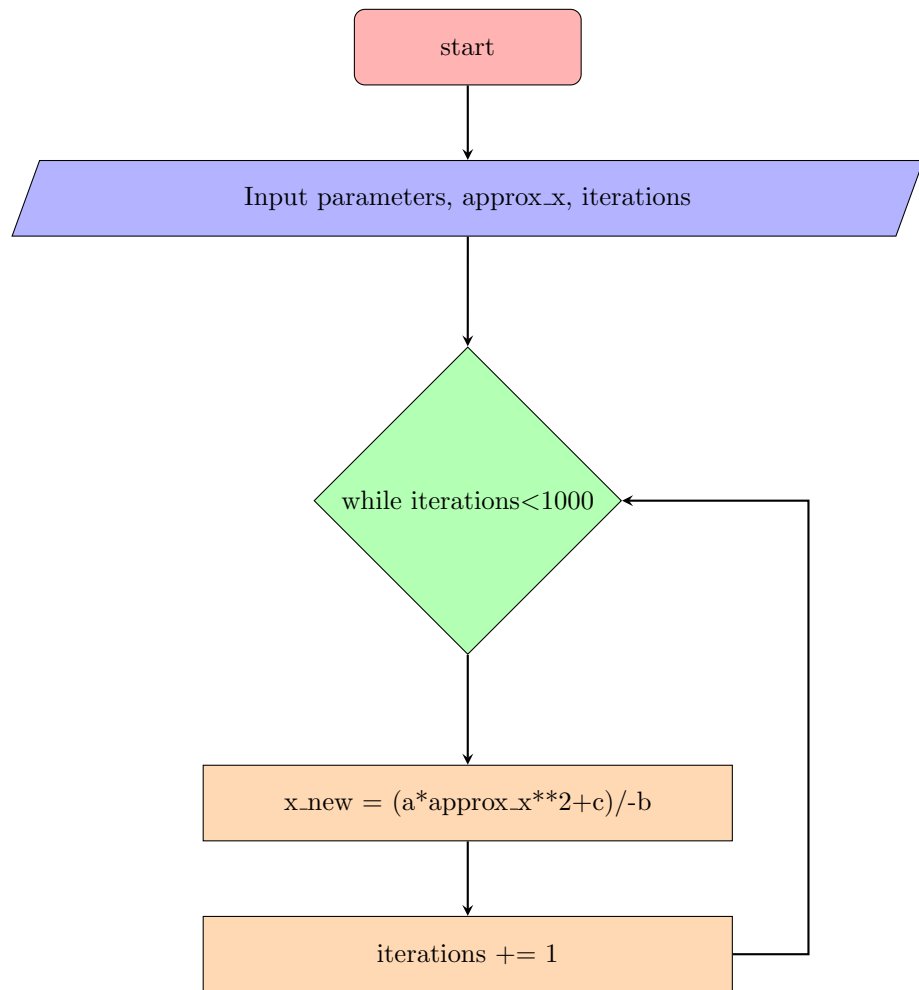 start
Input parameters, approx_x, iterations
while iterations<1000
x_new = (a*approx_x**2+c)/-b
iterations += 1